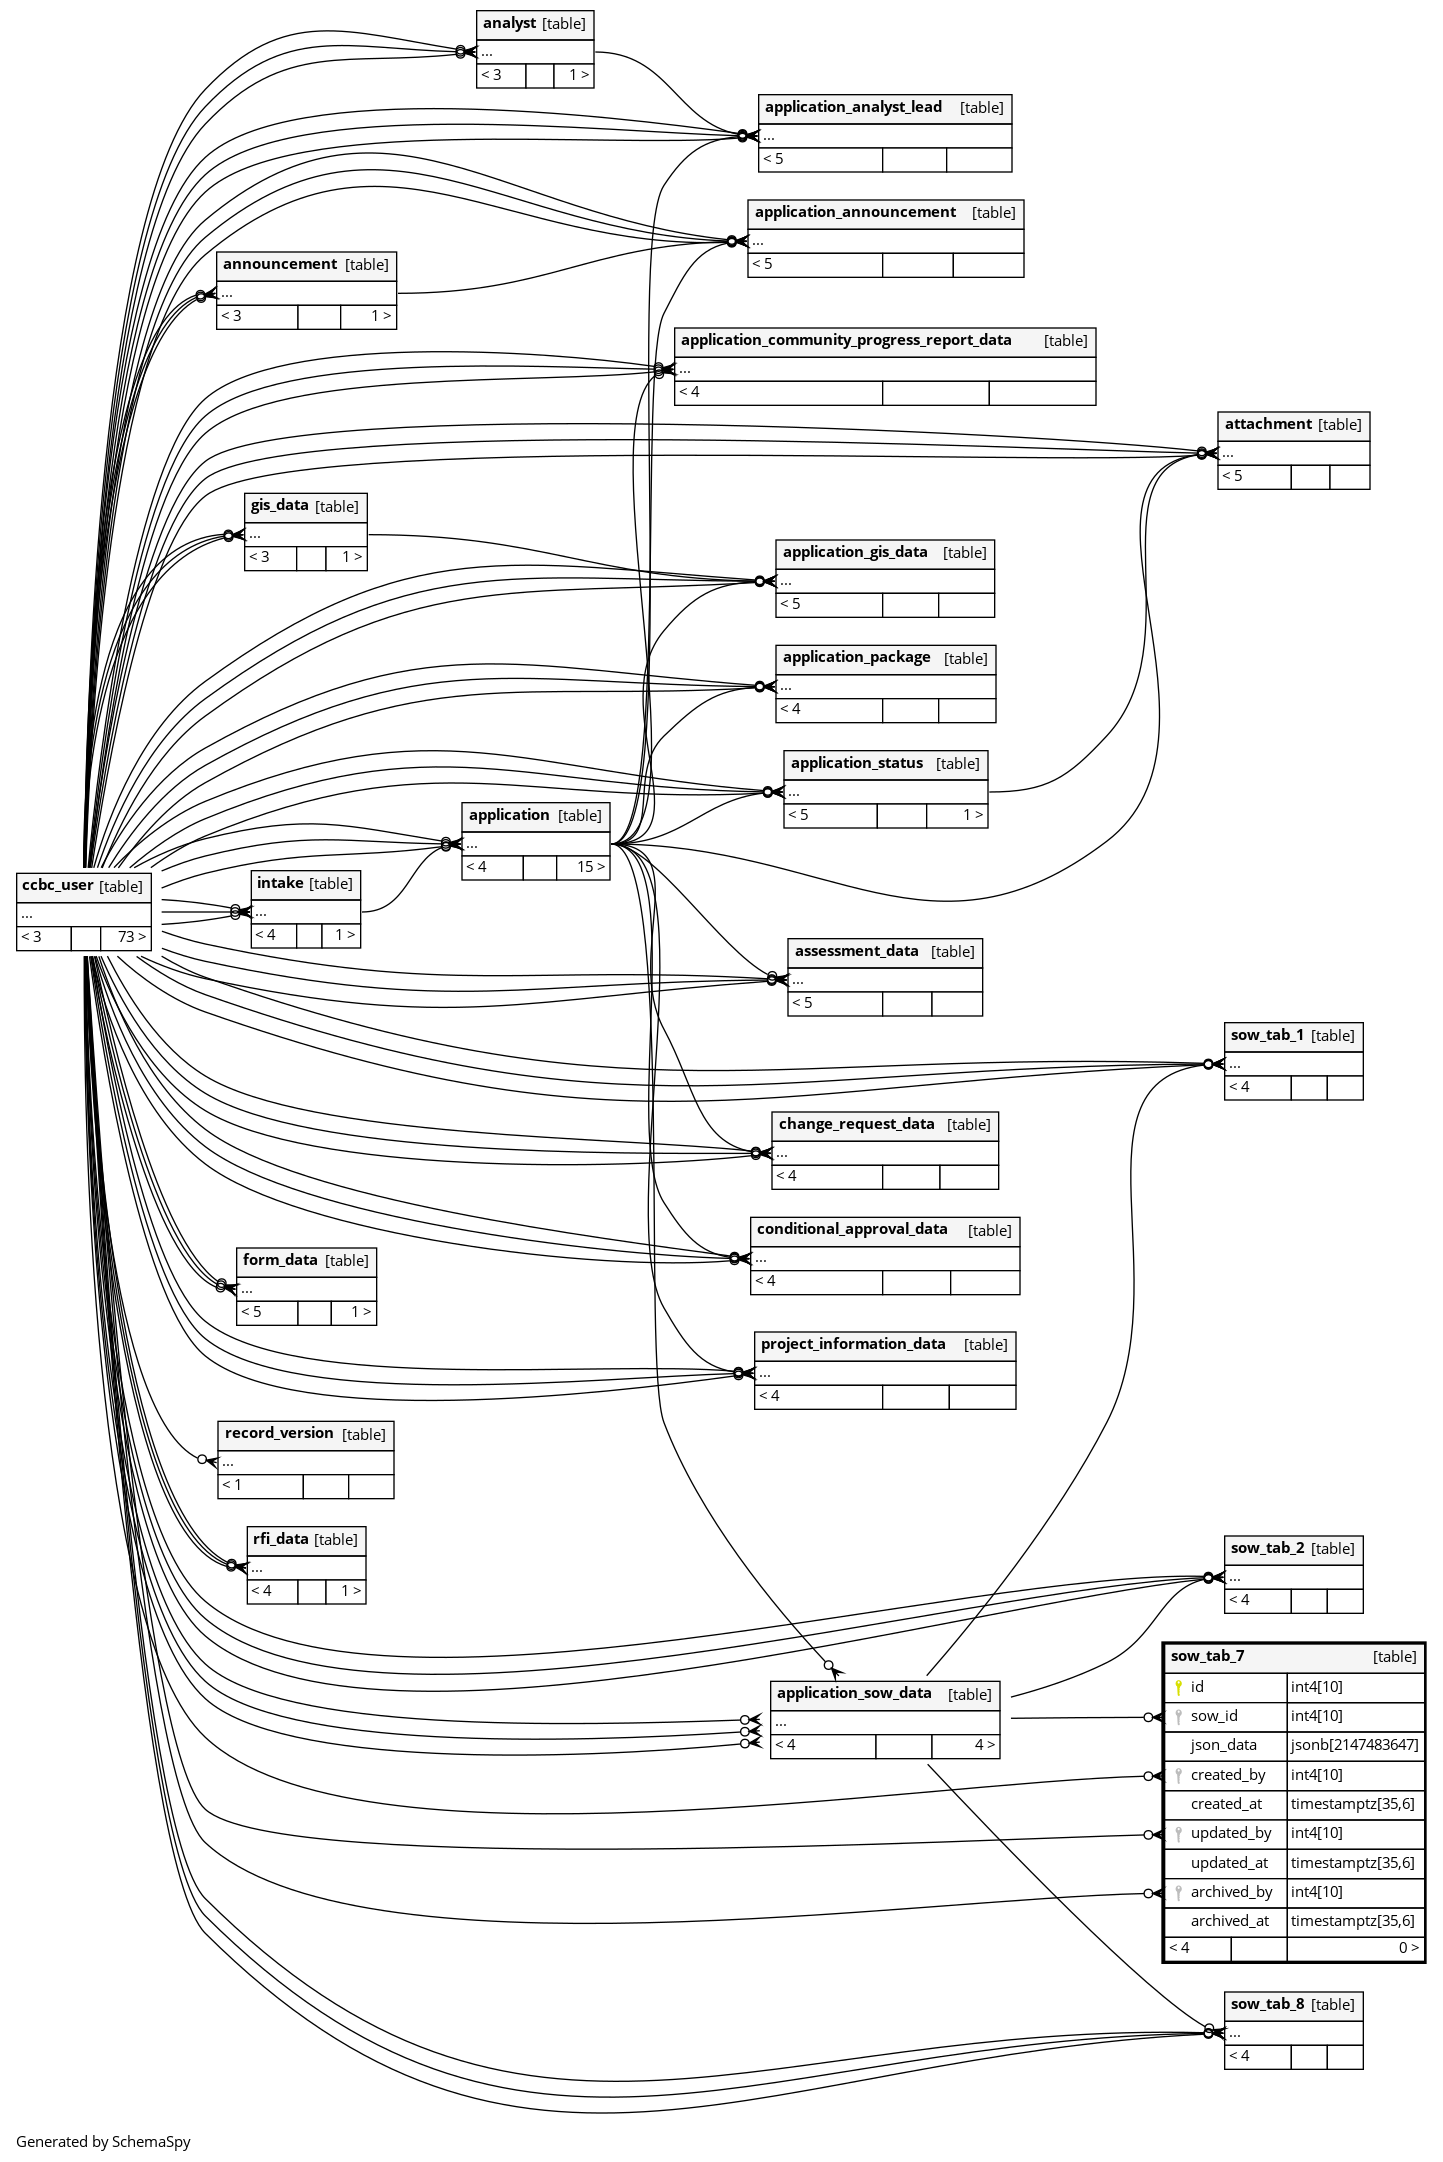 analyst [table]
...
< 3 1 >
application_analyst_lead [table]
...
< 5
application_announcement [table]
...
< 5
announcement [table]
...
< 3 1 >
application_community_progress_report_data [table]
...
< 4
attachment [table]
...
< 5
gis_data [table]
...
< 3 1 >
application_gis_data [table]
...
< 5
application_package [table]
...
< 4
application_status [table]
...
< 5 1 >
application [table]
...
< 4 15 >
ccbc_user [table]
...
< 3 73 >
intake [table]
...
< 4 1 >
assessment_data [table]
...
< 5
sow_tab_1 [table]
...
< 4
change_request_data [table]
...
< 4
conditional_approval_data [table]
...
< 4
form_data [table]
...
< 5 1 >
project_information_data [table]
...
< 4
record_version [table]
...
< 1
rfi_data [table]
...
< 4 1 >
sow_tab_2 [table]
...
< 4
application_sow_data [table]
...
< 4 4 >
sow_tab_7 [table]
id int4[10]
sow_id int4[10]
json_data jsonb[2147483647]
created_by int4[10]
created_at timestamptz[35,6]
updated_by int4[10]
updated_at timestamptz[35,6]
archived_by int4[10]
archived_at timestamptz[35,6]
< 4 0 >
sow_tab_8 [table]
...
< 4
Generated by SchemaSpy